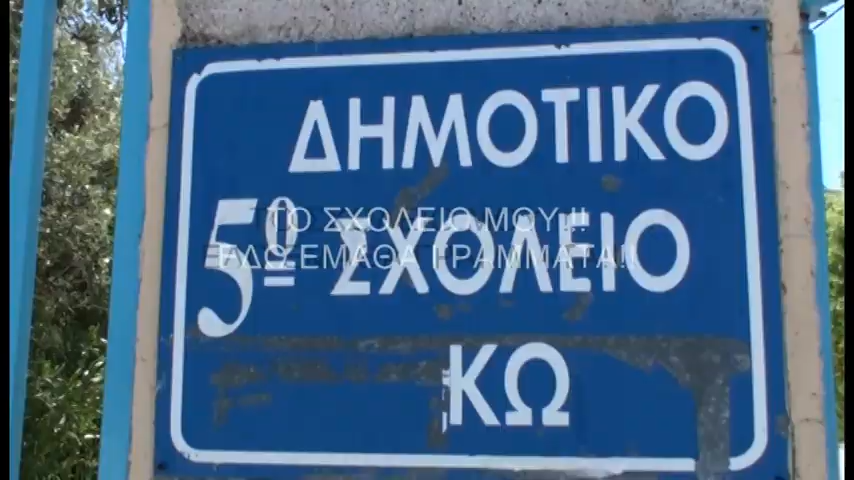 ΔΗΜΟΤΙΚΟ
5º ΣΧΟΛΕΙΟ
ΚΩ
ΤΟ ΣΧΟΛΕΙΟ ΜΟΥ!!!
ΕΔΩ ΕΜΑΘΑ ΓΡΑΜΜΑΤΑ!!